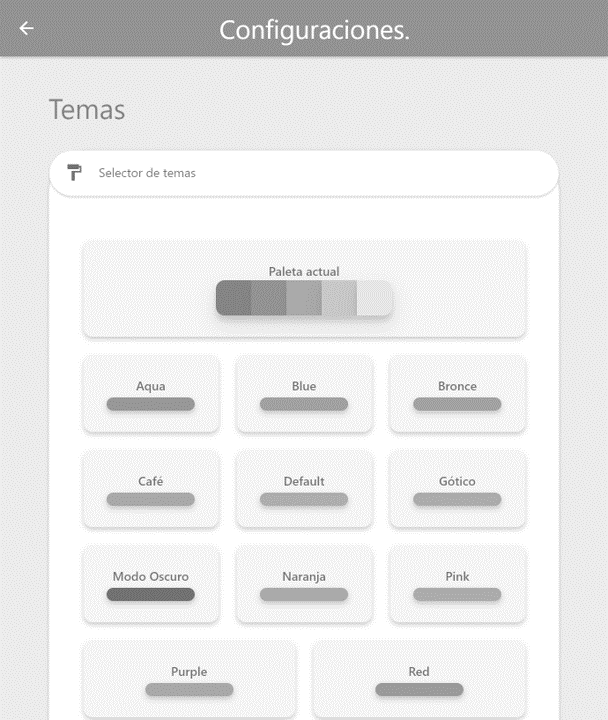 Configuraciones.
Temas
Selector de temas
Paleta actual
Aqua
Blue
Bronce
Café
Default
Gótico
Modo Oscuro
Naranja
Pink
Purple
Red